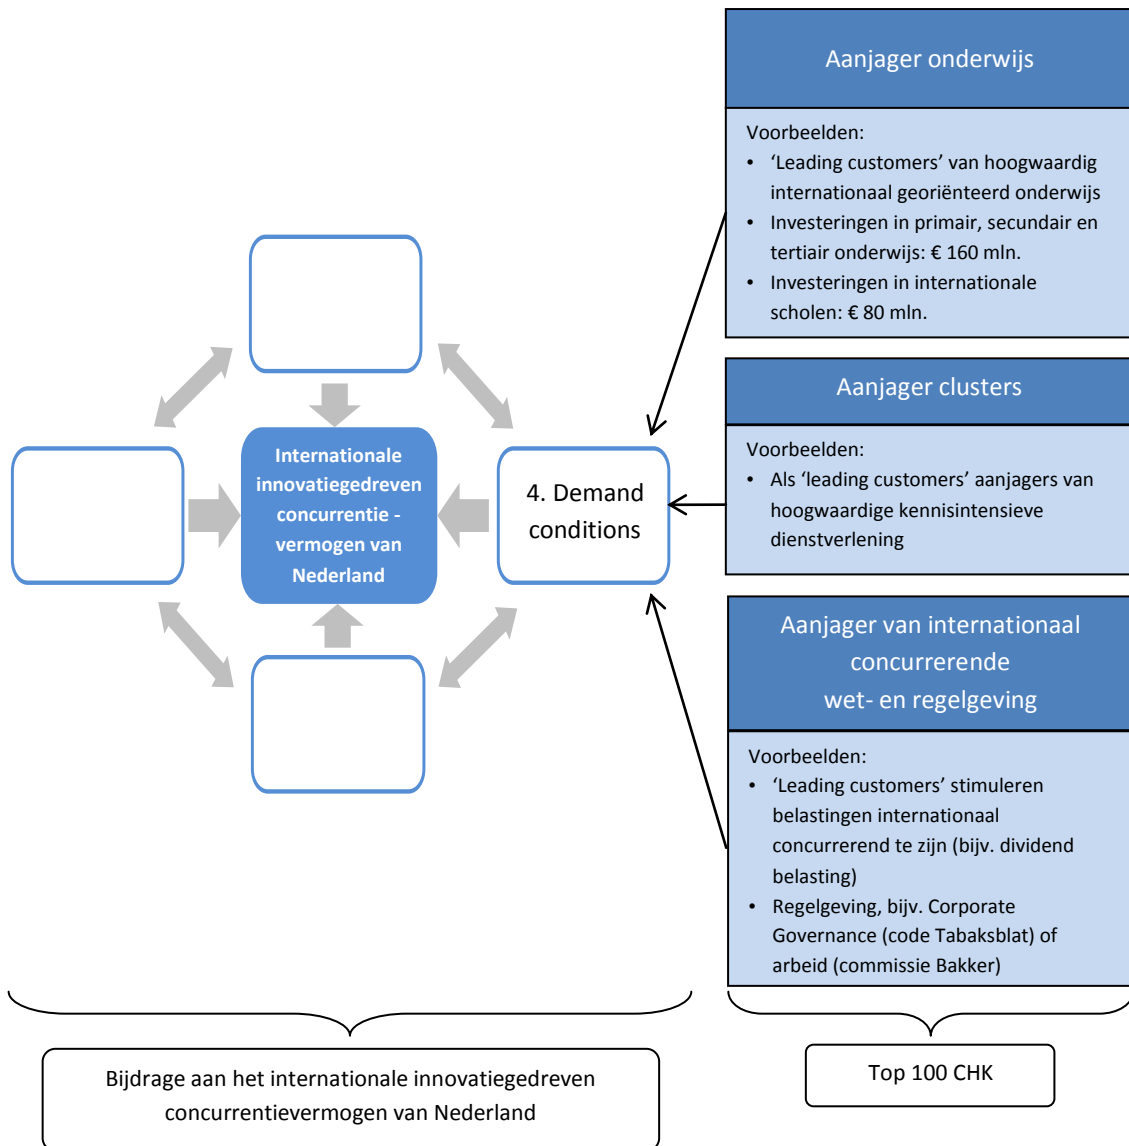 Internationale
innovatiegedreven
concurrentie -
vermogen van
Nederland
4. Demand
conditions
Aanjager onderwijs
Voorbeelden:
• ‘Leading customers’ van hoogwaardig
internationaal georiënteerd onderwijs
• Investeringen in primair, secundair en
tertiair onderwijs: € 160 mln.
• Investeringen in internationale
scholen: € 80 mln.
Aanjager clusters
Voorbeelden:
• Als ‘leading customers’ aanjagers van
hoogwaardige kennisintensieve
dienstverlening
Aanjager van internationaal
concurrerende
wet- en regelgeving
Voorbeelden:
• ‘Leading customers’ stimuleren
belastingen internationaal
concurrerend te zijn (bijv. dividend
belasting)
• Regelgeving, bijv. Corporate
Governance (code Tabaksblat) of
arbeid (commissie Bakker)
Bijdrage aan het internationale innovatiegedreven
concurrentievermogen van Nederland
Top 100 CHK